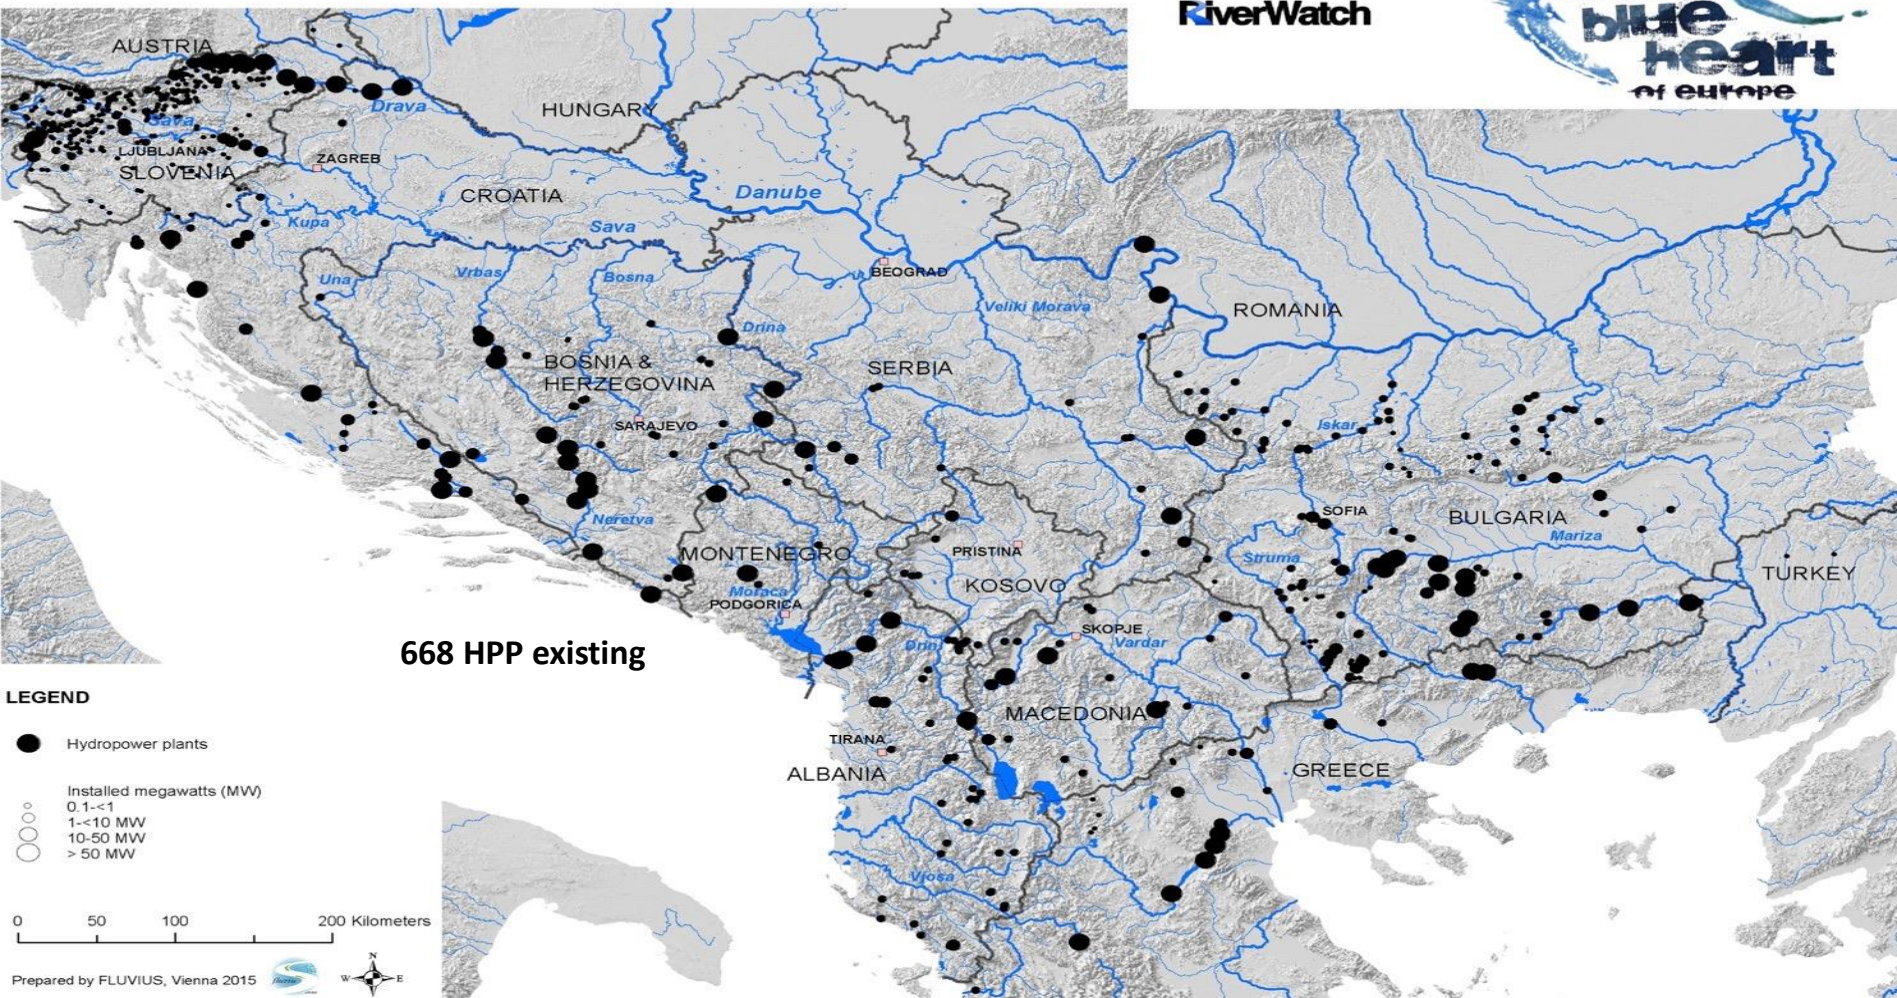 RiverWatch
blue
heart
of europe
AUSTRIA
HUNGARY
Drava
Sava
LJUBLJANA
SLOVENIA
ZAGREB
CROATIA
Danube
Kupa
Sava
Una
Vrbas
Bosna
BEOGRAD
Veliki Morava
ROMANIA
Drina
BOSNIA &
HERZEGOVINA
SERBIA
SARAJEVO
Iskar
Neretva
SOFIA
BULGARIA
Mariza
MONTENEGRO
PRISTINA
Struma
KOSOVO
TURKEY
Moraca
PODGORICA
SKOPJE
Vardar
Drin
668 HPP existing
MACEDONIA
TIRANA
ALBANIA
GREECE
Vjosa
LEGEND
Hydropower plants
Installed megawatts (MW)
0.1-<1
1-<10 MW
10-50 MW
> 50 MW
0 50 100 200 Kilometers
Prepared by FLUVIUS, Vienna 2015
fluvius
N
W E
S